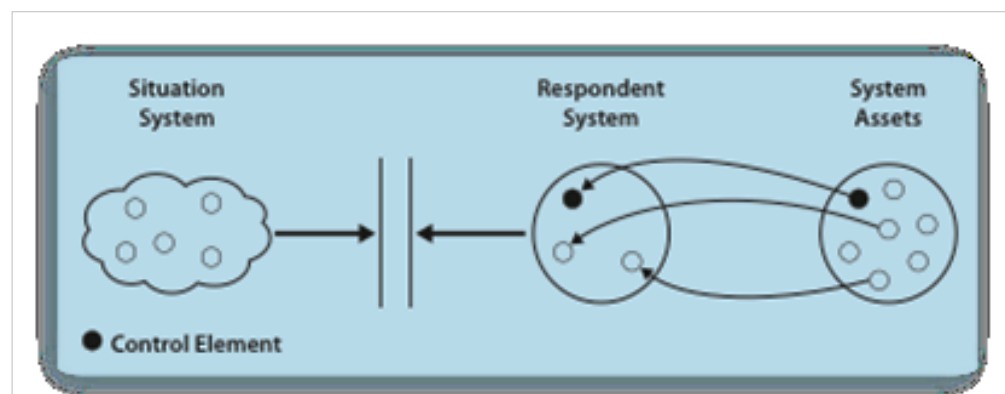 Situation
System
Respondent
System
System
Assets
Control Element